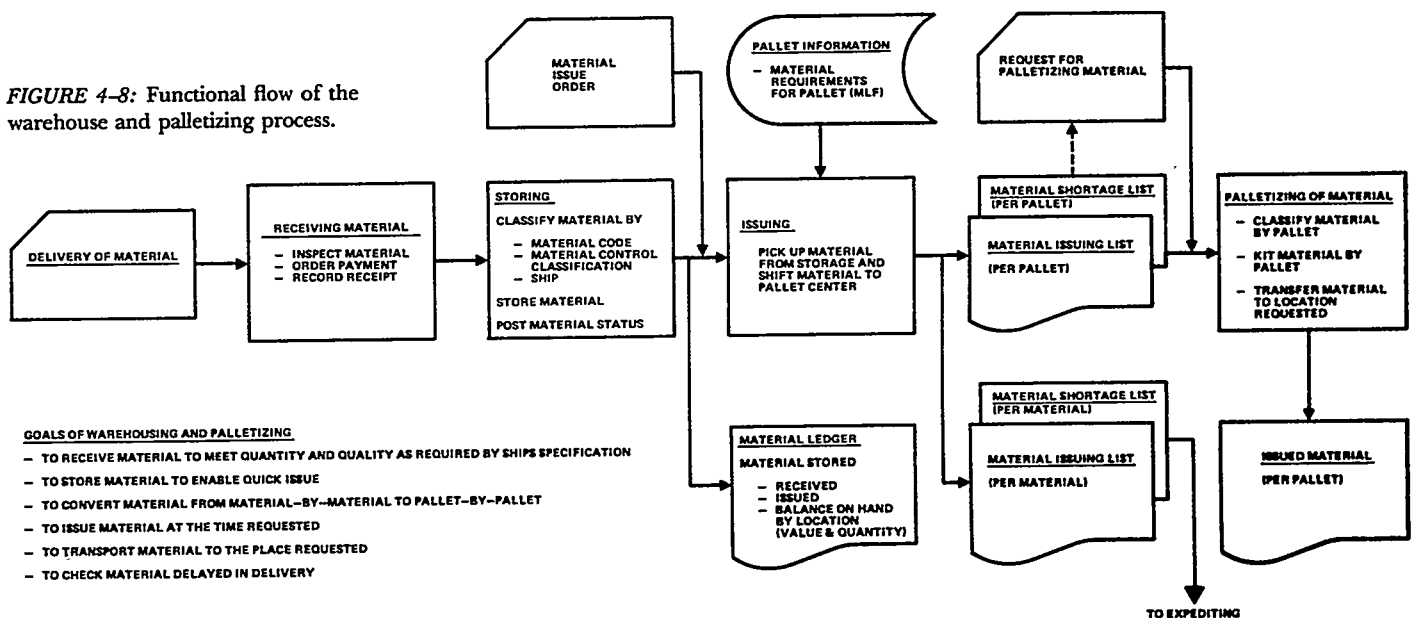 FIGURE 4–8: Functional flow of the
warehouse and palletizing process.
MATERIAL
ISSUE
ORDER
PALLET INFORMATION
– MATERIAL
REQUIREMENTS
FOR PALLET (MLF)
REQUEST FOR
PALLETIZING MATERIAL
DELIVERY OF MATERIAL
RECEIVING MATERIAL
– INSPECT MATERIAL
– ORDER PAYMENT
– RECORD RECEIPT
STORING
CLASSIFY MATERIAL BY
– MATERIAL CODE
– MATERIAL CONTROL
CLASSIFICATION
– SHIP
STORE MATERIAL
POST MATERIAL STATUS
ISSUING
PICK UP MATERIAL
FROM STORAGE AND
SHIFT MATERIAL TO
PALLET CENTER
MATERIAL SHORTAGE LIST
(PER PALLET)
MATERIAL ISSUING LIST
(PER PALLET)
PALLETIZING OF MATERIAL
– CLASSIFY MATERIAL
BY PALLET
– KIT MATERIAL BY
PALLET
– TRANSFER MATERIAL
TO LOCATION
REQUESTED
GOALS OF WAREHOUSING AND PALLETIZING
– TO RECEIVE MATERIAL TO MEET QUANTITY AND QUALITY AS REQUIRED BY SHIPS SPECIFICATION
– TO STORE MATERIAL TO ENABLE QUICK ISSUE
– TO CONVERT MATERIAL FROM MATERIAL–BY–MATERIAL TO PALLET–BY–PALLET
– TO ISSUE MATERIAL AT THE TIME REQUESTED
– TO TRANSPORT MATERIAL TO THE PLACE REQUESTED
– TO CHECK MATERIAL DELAYED IN DELIVERY
MATERIAL LEDGER
MATERIAL STORED
– RECEIVED
– ISSUED
– BALANCE ON HAND
BY LOCATION
(VALUE & QUANTITY)
MATERIAL SHORTAGE LIST
(PER MATERIAL)
MATERIAL ISSUING LIST
(PER MATERIAL)
ISSUED MATERIAL
(PER PALLET)
TO EXPEDITING